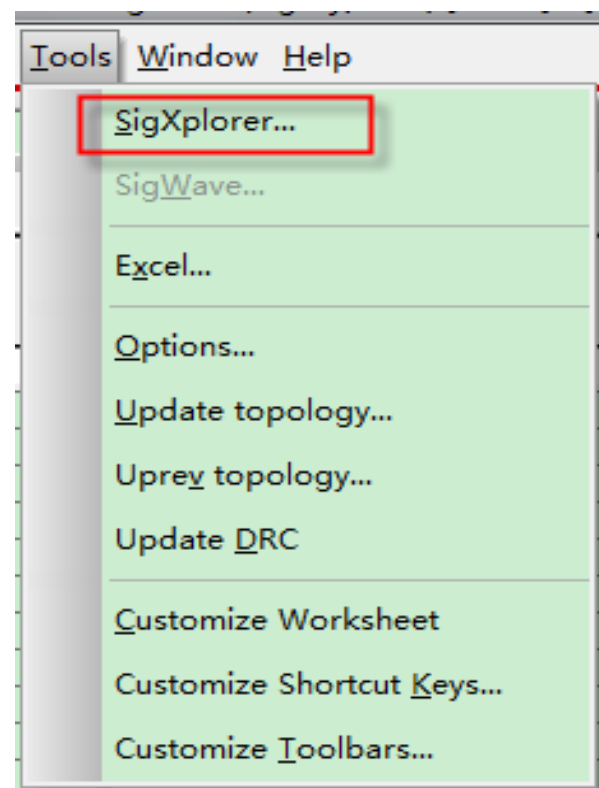 Tools Window Help
SigXplorer...
SigWave...
Excel...
Options...
Update topology...
Uprev topology...
Update DRC
Customize Worksheet
Customize Shortcut Keys...
Customize Toolbars...